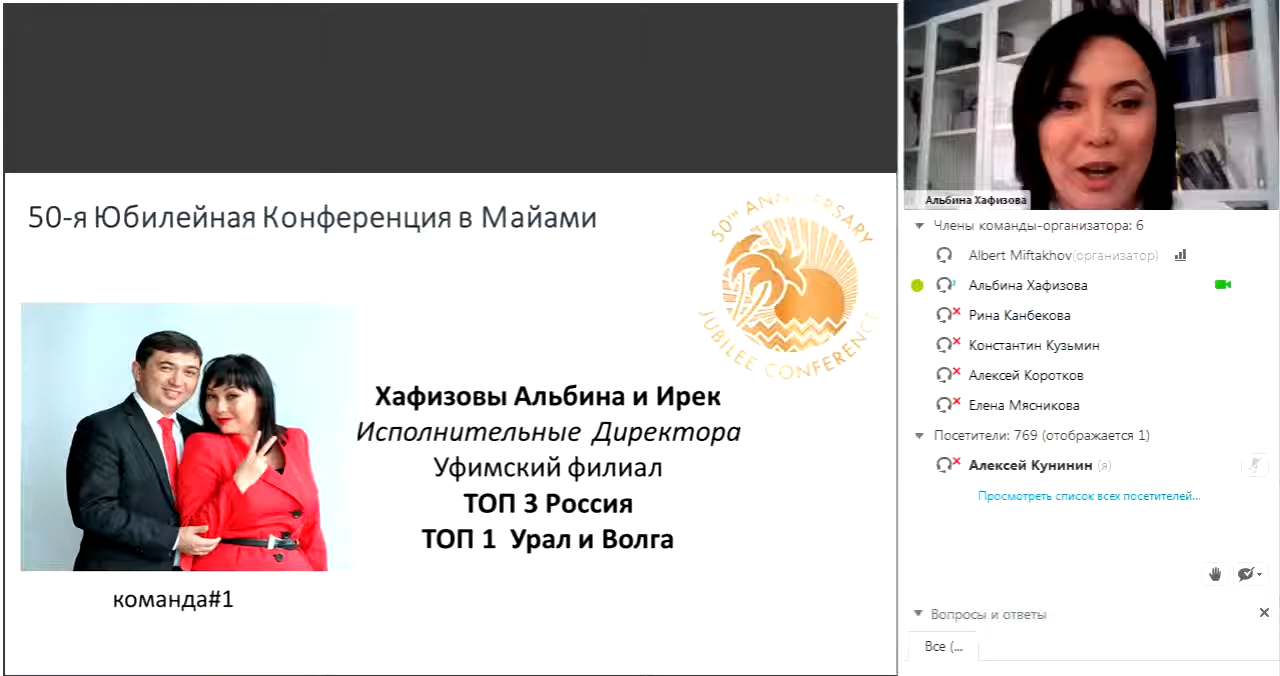 50-я Юбилейная Конференция в Майами
50TH ANNIVERSARY
JUBILEE CONFERENCE
Хафизовы Альбина и Ирек
Исполнительные Директора
Уфимский филиал
ТОП 3 Россия
ТОП 1 Урал и Волга
команда#1
Альбина Хафизова
Члены команды-организатора: 6
Albert Miftakhov(организатор)
Альбина Хафизова
Рина Канбекова
Константин Кузьмин
Алексей Коротков
Елена Мясникова
Посетители: 769 (отображается 1)
Алексей Кунинин (я)
Просмотреть список всех посетителей...
Вопросы и ответы
Все (...